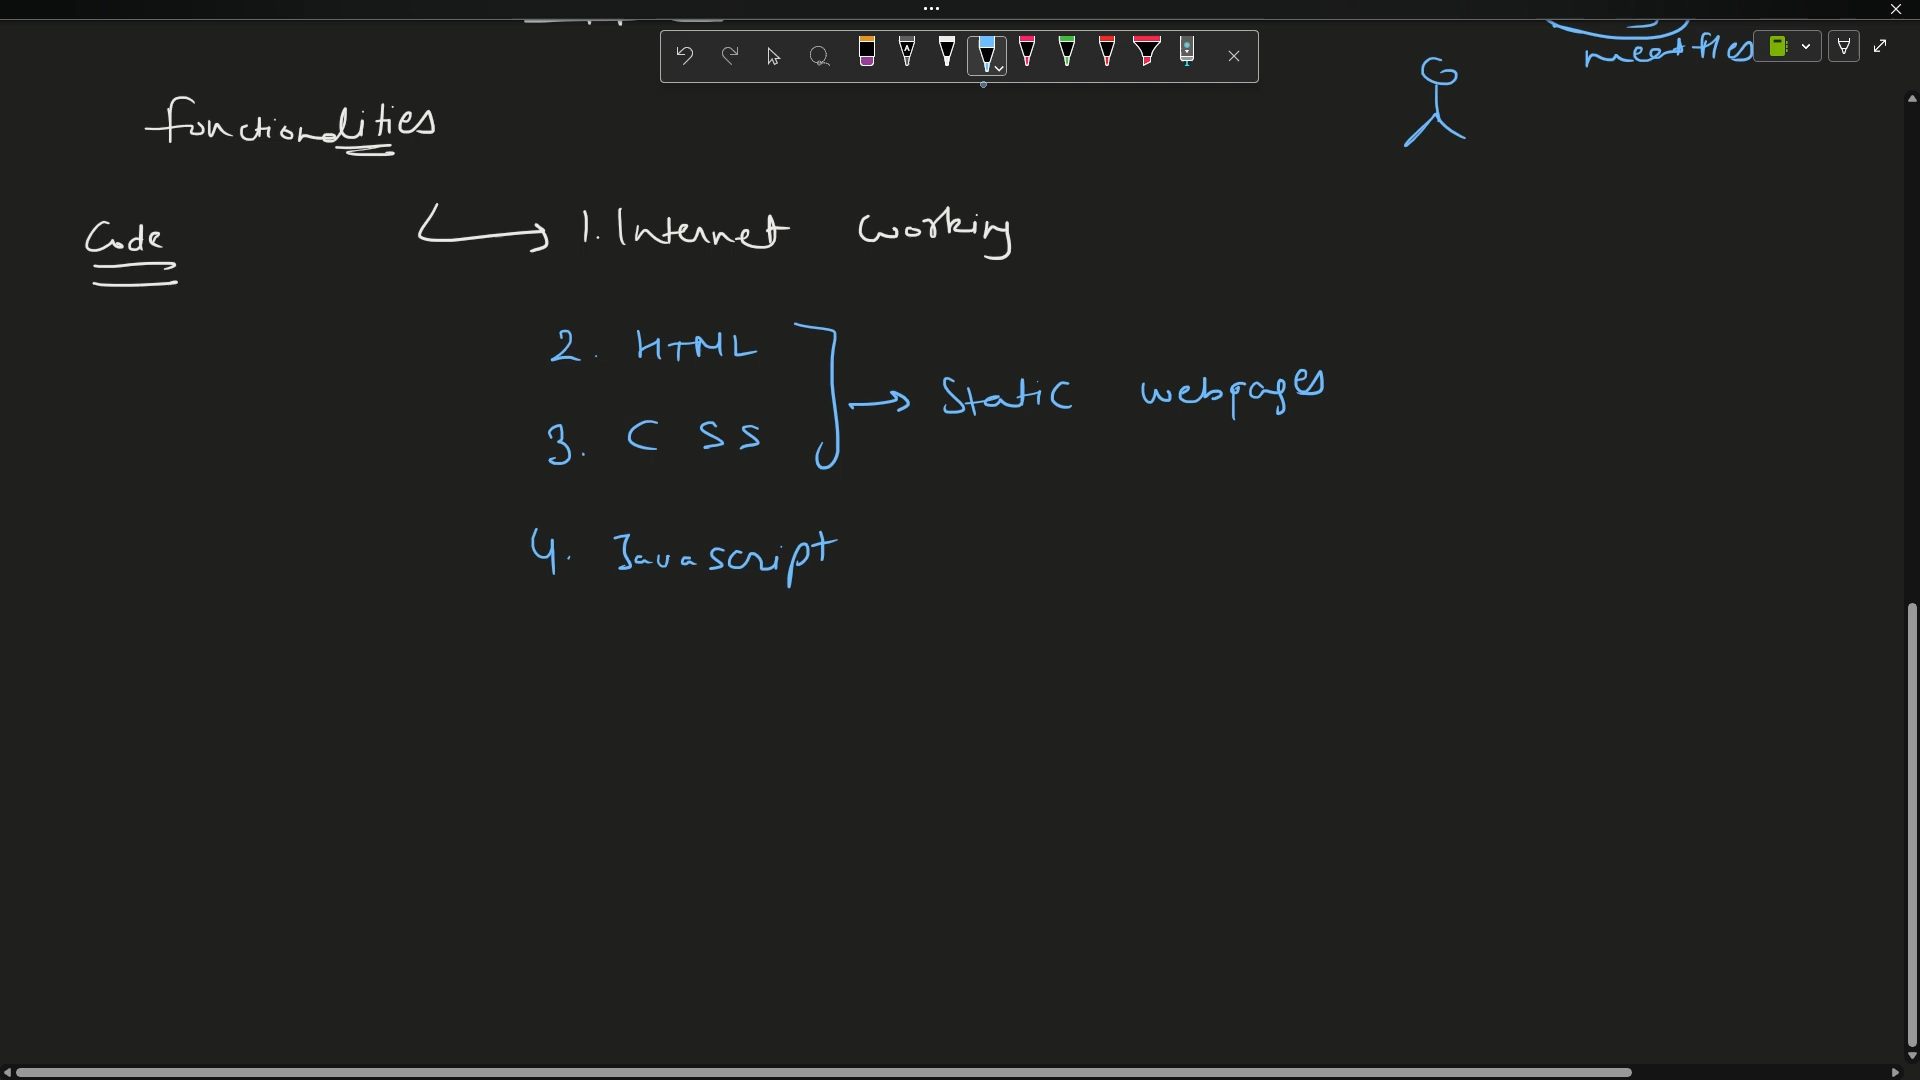 functionalities
Code
1. Internet working
2. HTML
3. CSS
Static webpages
4. Javascript